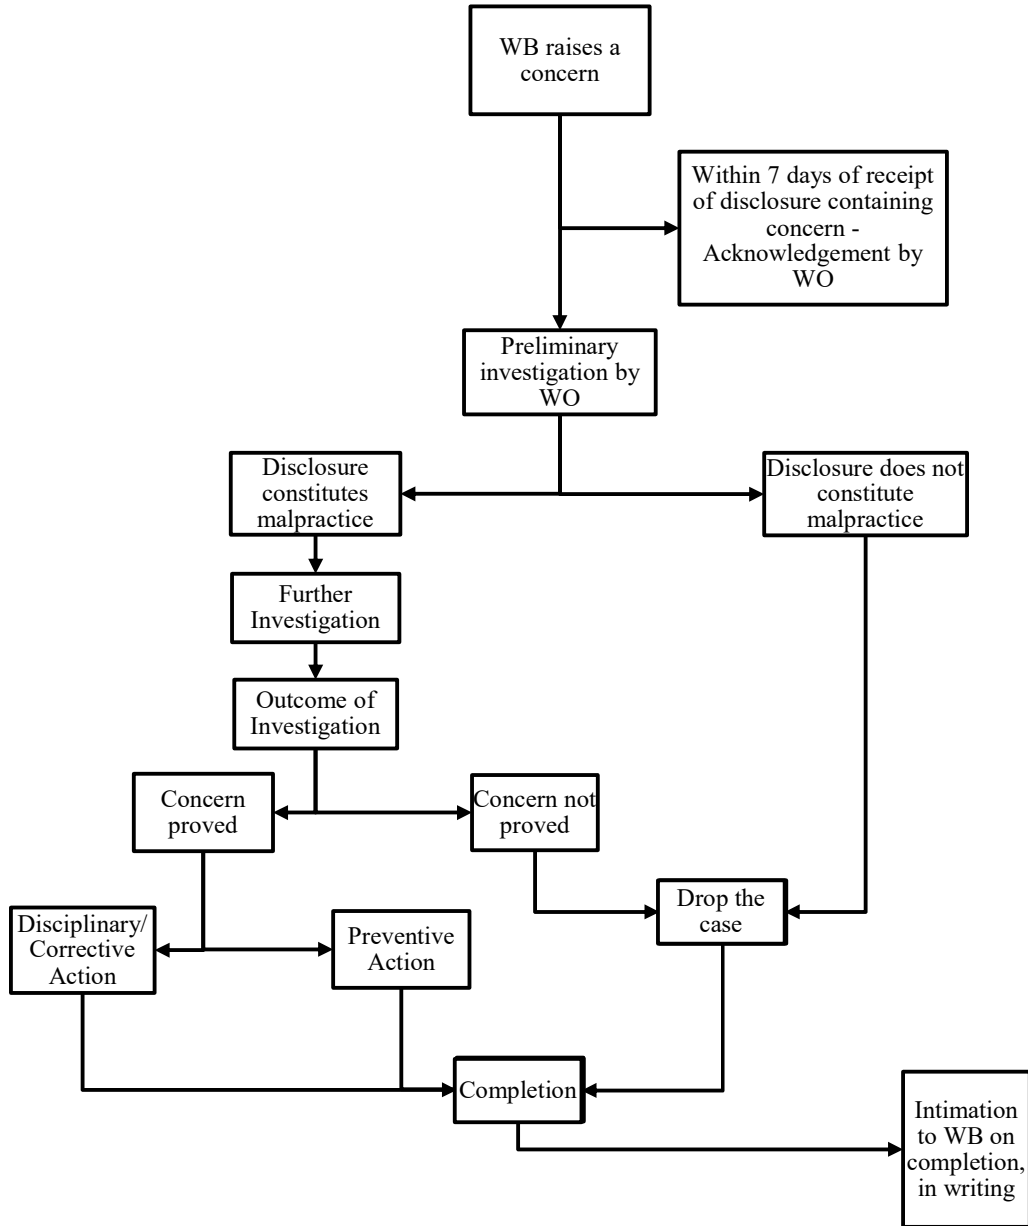 WB raises a
concern
Within 7 days of receipt
of disclosure containing
concern -
Acknowledgement by
WO
Preliminary
investigation by
WO
Disclosure
constitutes
malpractice
Disclosure does not
constitute
malpractice
Further
Investigation
Outcome of
Investigation
Concern
proved
Concern not
proved
Drop the
case
Disciplinary/
Corrective
Action
Preventive
Action
Completion
Intimation
to WB on
completion,
in writing